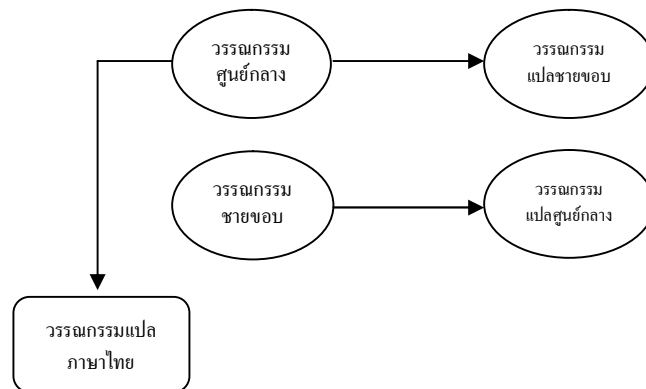 วรรณกรรม
ศูนย์กลาง
วรรณกรรม
แปลชายขอบ
วรรณกรรม
ชายขอบ
วรรณกรรม
แปลศูนย์กลาง
วรรณกรรมแปล
ภาษาไทย